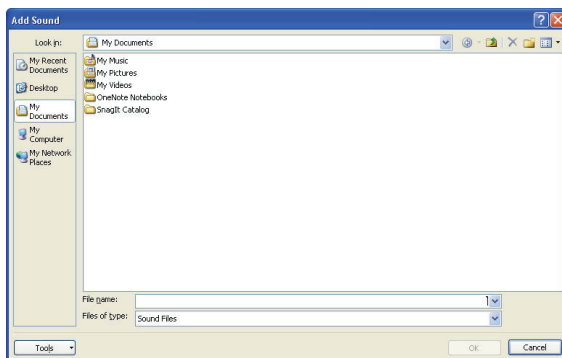 Add Sound
Look in:
My Documents
My Recent
Documents
Desktop
My
Documents
My
Computer
My Network
Places
My Music
My Pictures
My Videos
OneNote Notebooks
SnagIt Catalog
File name:
Files of type:
Sound Files
Tools
OK
Cancel